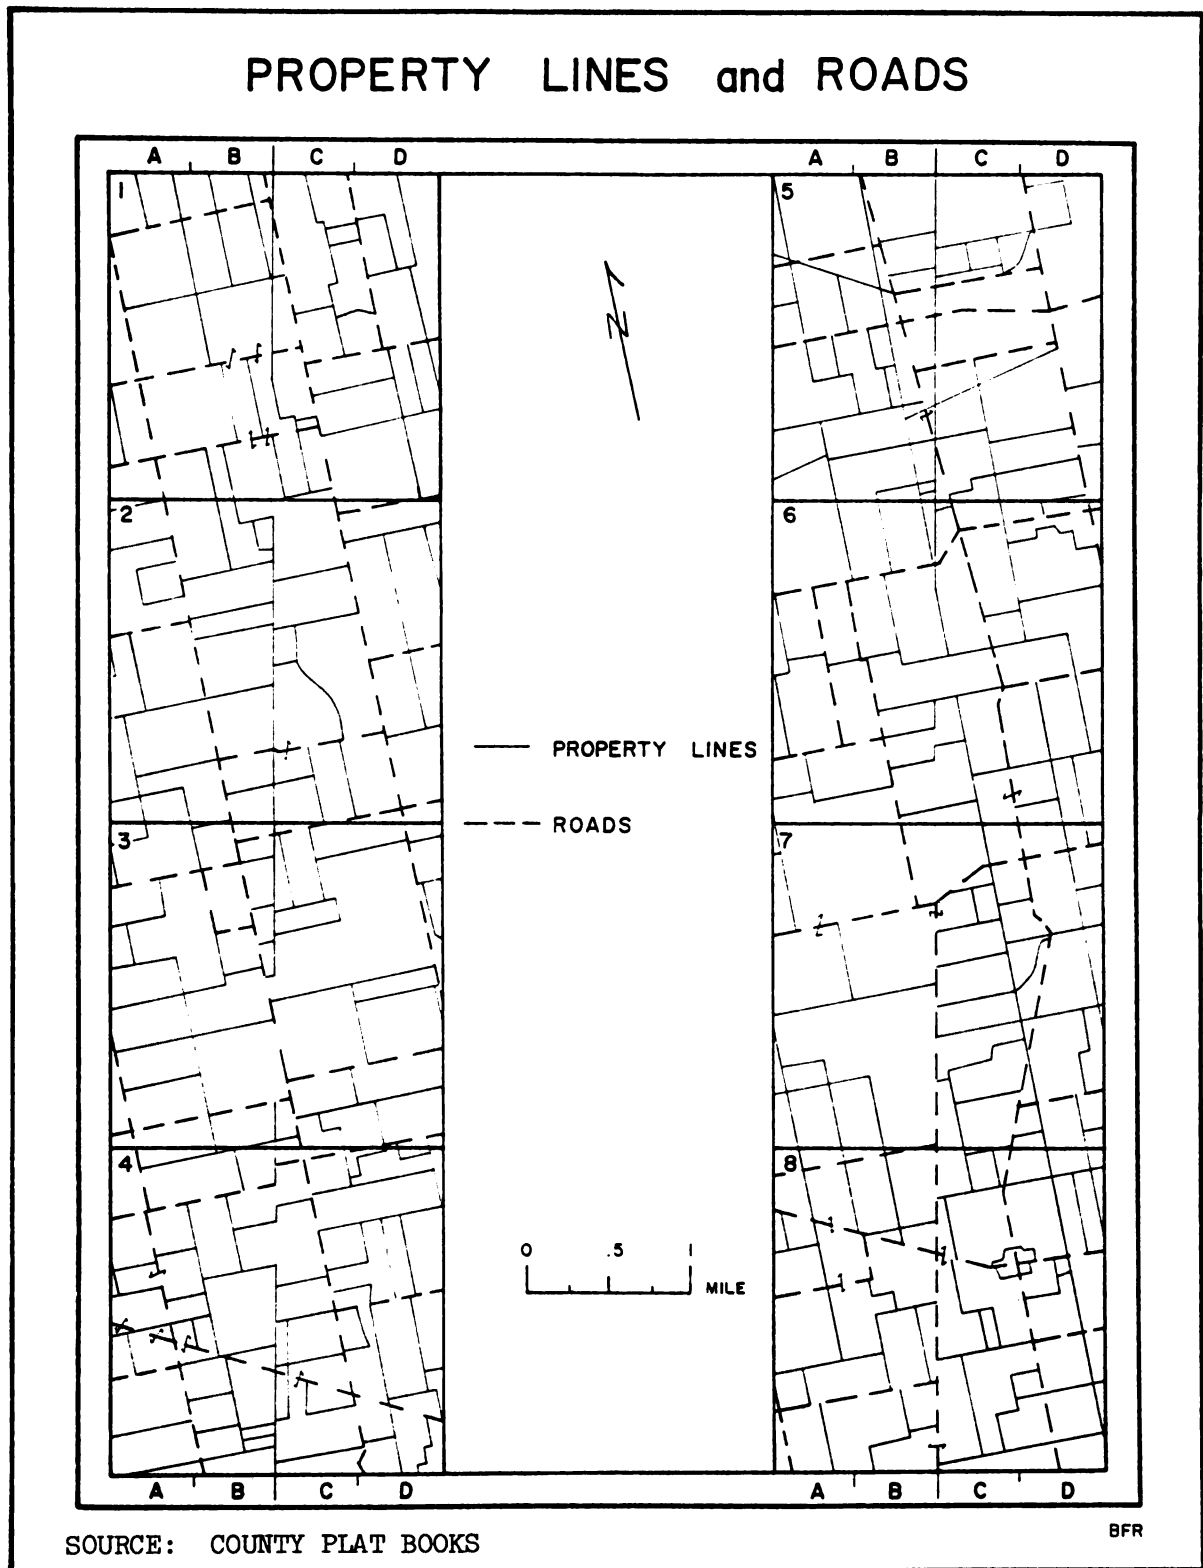 PROPERTY LINES and ROADS
A B C D A B C D
1 5
N
2 6
PROPERTY LINES
ROADS
3 7
4 8
0 .5 1
MILE
A B C D A B C D
SOURCE: COUNTY PLAT BOOKS
BFR